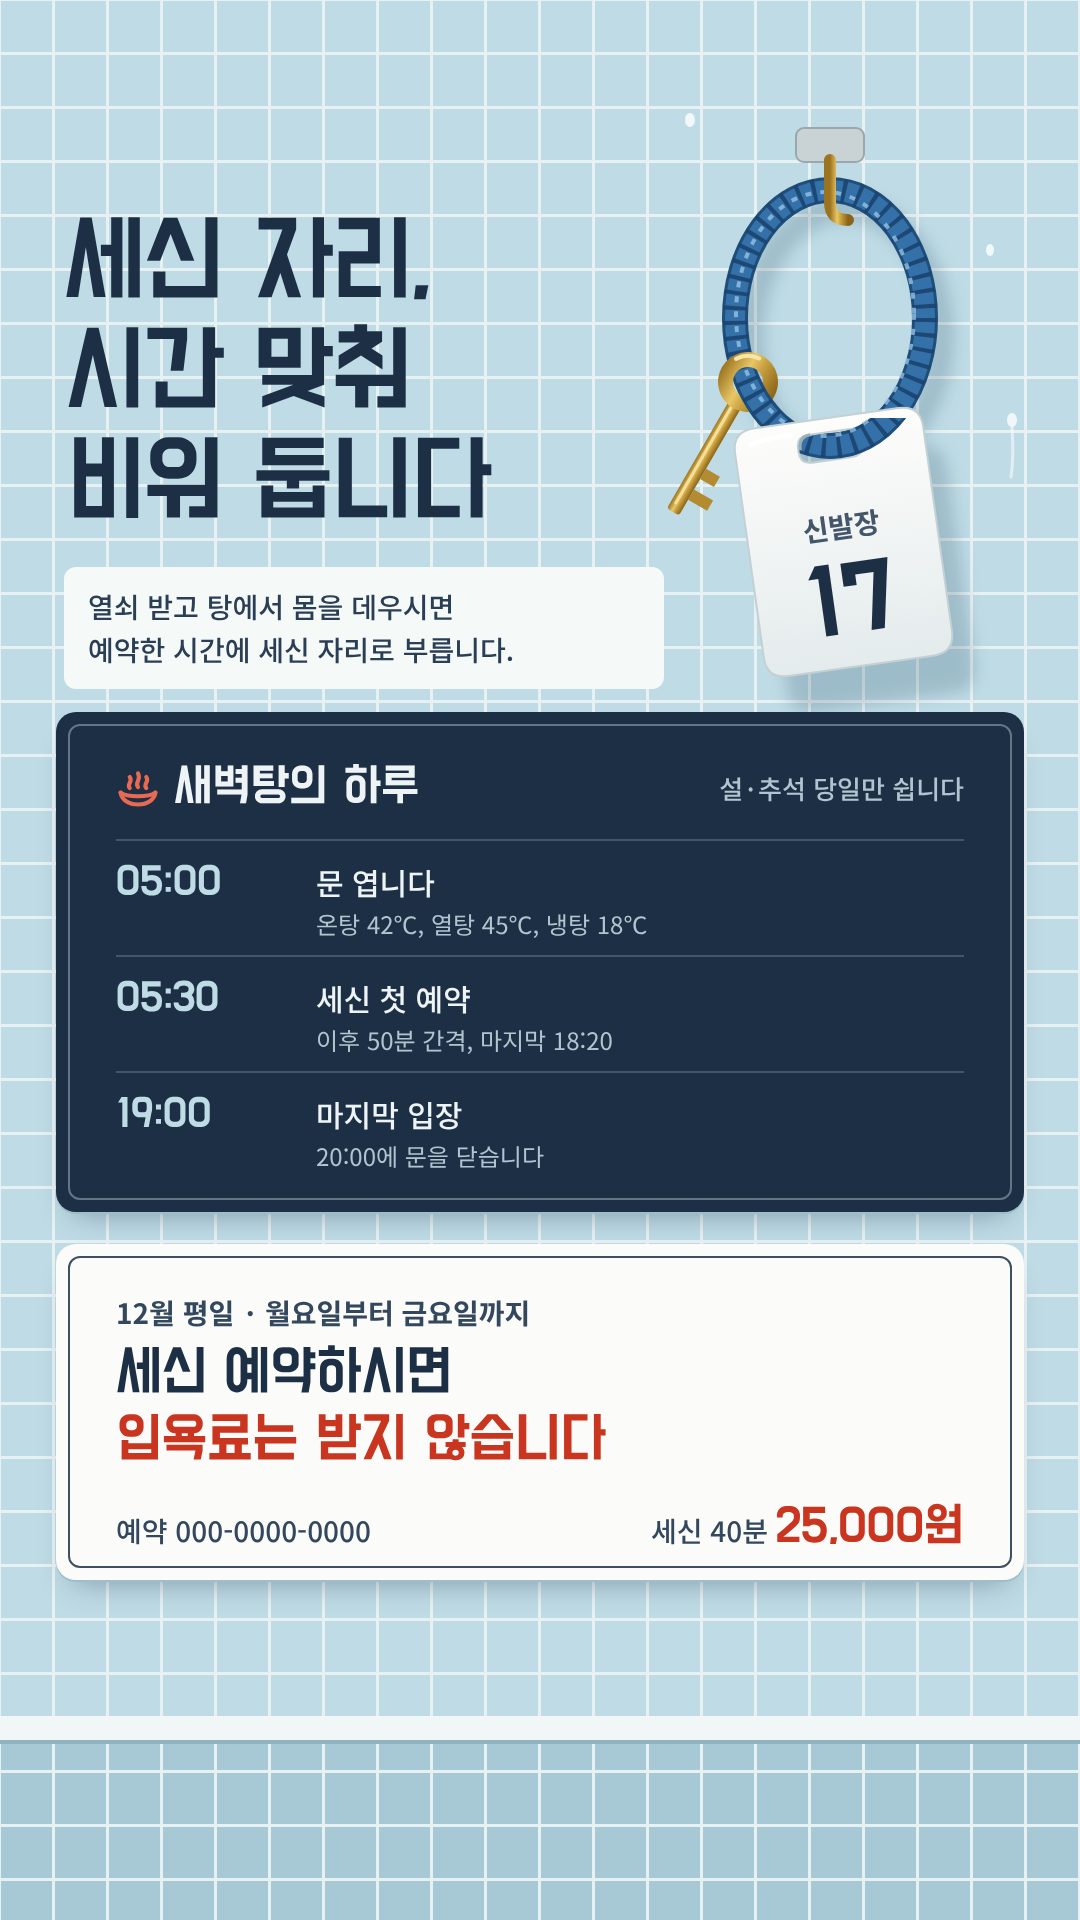 세신 자리,
시간 맞춰
비워 둡니다
신발장
17
열쇠 받고 탕에서 몸을 데우시면
예약한 시간에 세신 자리로 부릅니다.
새벽탕의 하루
설·추석 당일만 쉽니다
05:00
문 엽니다
온탕 42°C, 열탕 45°C, 냉탕 18°C
05:30
세신 첫 예약
이후 50분 간격, 마지막 18:20
19:00
마지막 입장
20:00에 문을 닫습니다
12월 평일 · 월요일부터 금요일까지
세신 예약하시면
입욕료는 받지 않습니다
예약 000-0000-0000
세신 40분 25,000원